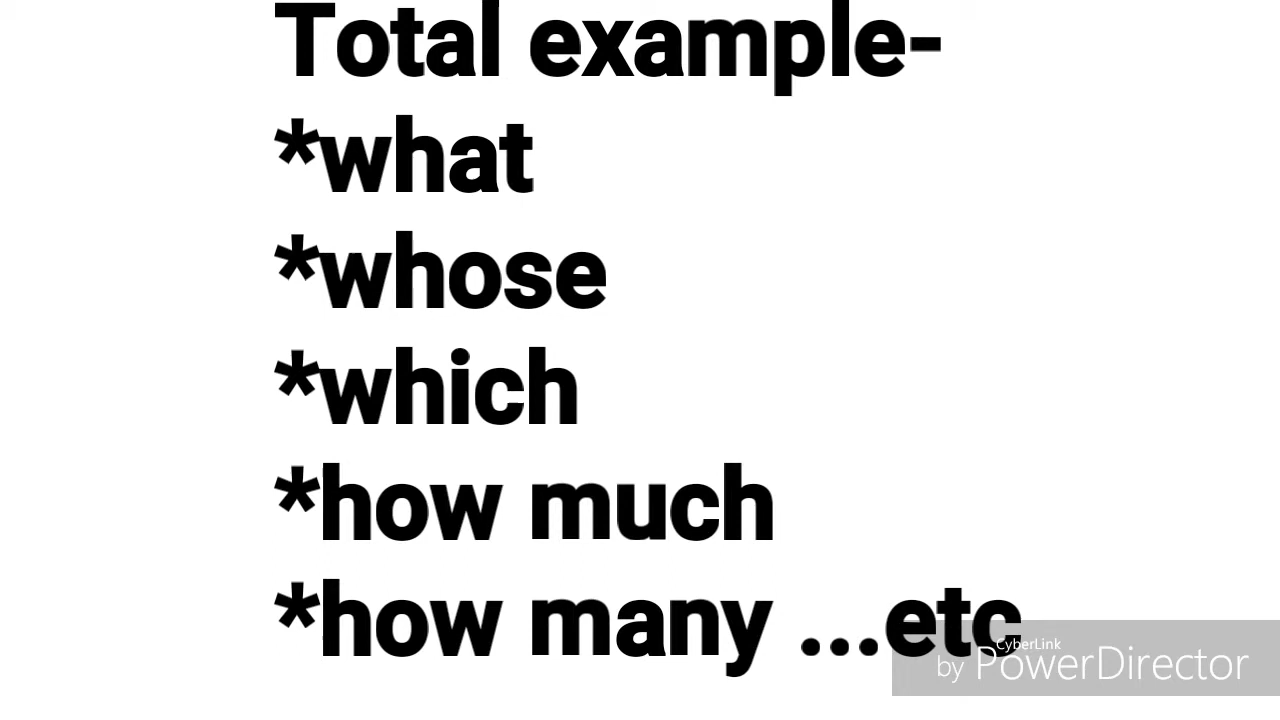 Total example-
*what
*whose
*which
*how much
*how many ...etc
CyberLink
by PowerDirector